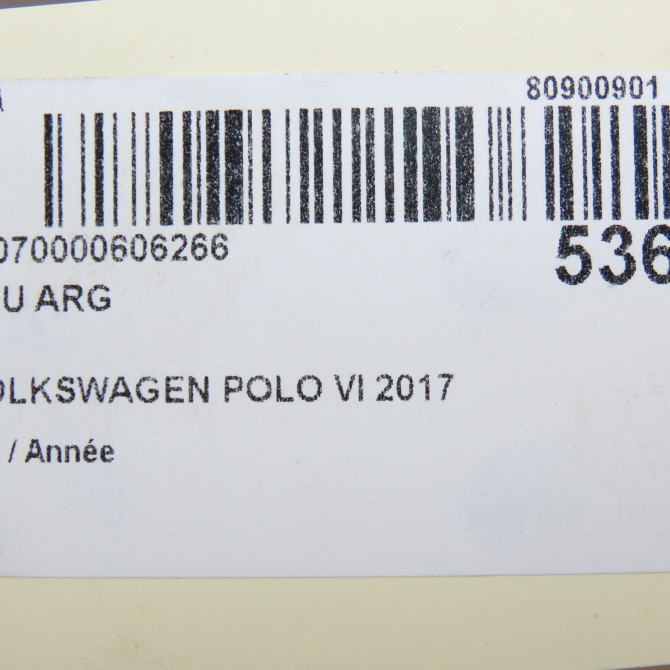 80900901
070000606266
536
U ARG
OLKSWAGEN POLO VI 2017
/ Année